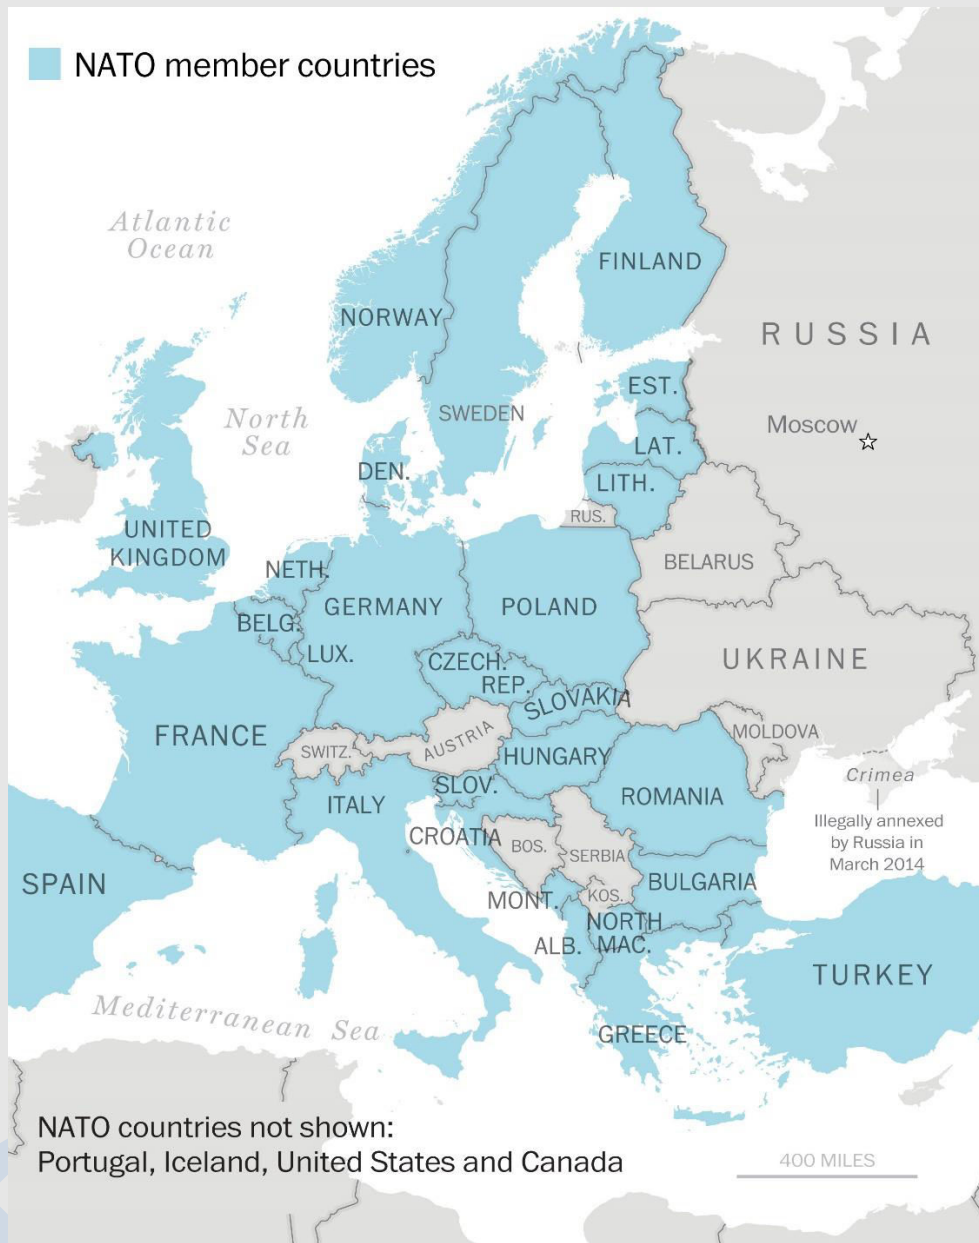 NATO member countries
Atlantic
Ocean
FINLAND
NORWAY
RUSSIA
EST.
North
Sea
SWEDEN
Moscow
LAT.
DEN.
LITH.
RUS.
UNITED
KINGDOM
BELARUS
NETH.
GERMANY
POLAND
BELG.
LUX.
CZECH.
REP.
UKRAINE
SLOVAKIA
FRANCE
SWITZ.
AUSTRIA
MOLDOVA
HUNGARY
Crimea
SLOV.
ITALY
ROMANIA
Illegally annexed
by Russia in
March 2014
CROATIA
BOS.
SERBIA
SPAIN
BULGARIA
KOS.
MONT.
NORTH
MAC.
ALB.
TURKEY
Mediterranean Sea
GREECE
NATO countries not shown:
Portugal, Iceland, United States and Canada
400 MILES